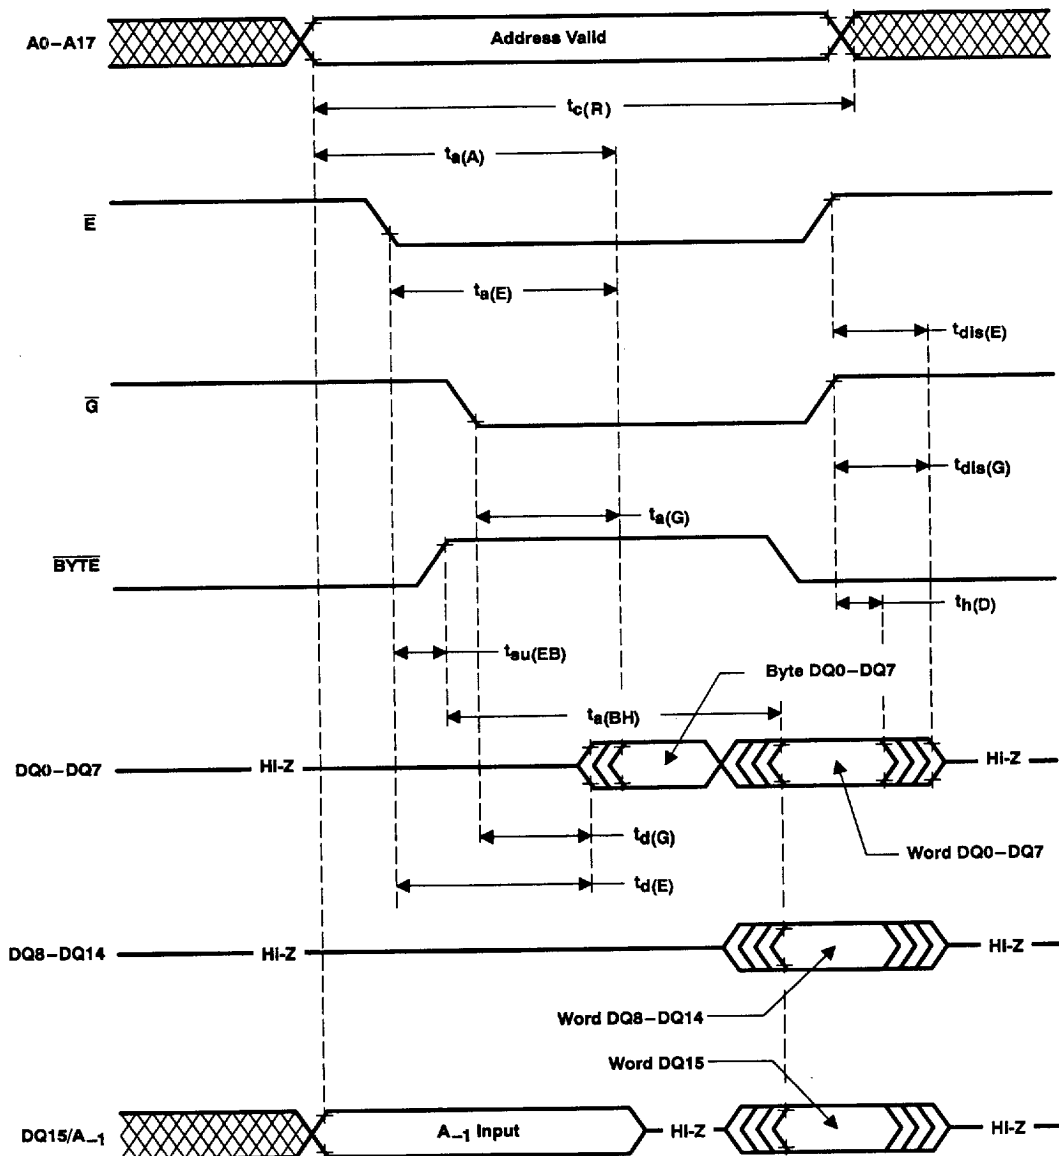 A0–A17
Address Valid
tc(R)
ta(A)
E
ta(E)
tdis(E)
G
tdis(G)
ta(G)
BYTE
th(D)
tsu(EB)
Byte DQ0–DQ7
ta(BH)
DQ0–DQ7
Hi-Z
Hi-Z
td(G)
Word DQ0–DQ7
td(E)
DQ8–DQ14
Hi-Z
Hi-Z
Word DQ8–DQ14
Word DQ15
DQ15/A–1
A–1 Input
Hi-Z
Hi-Z